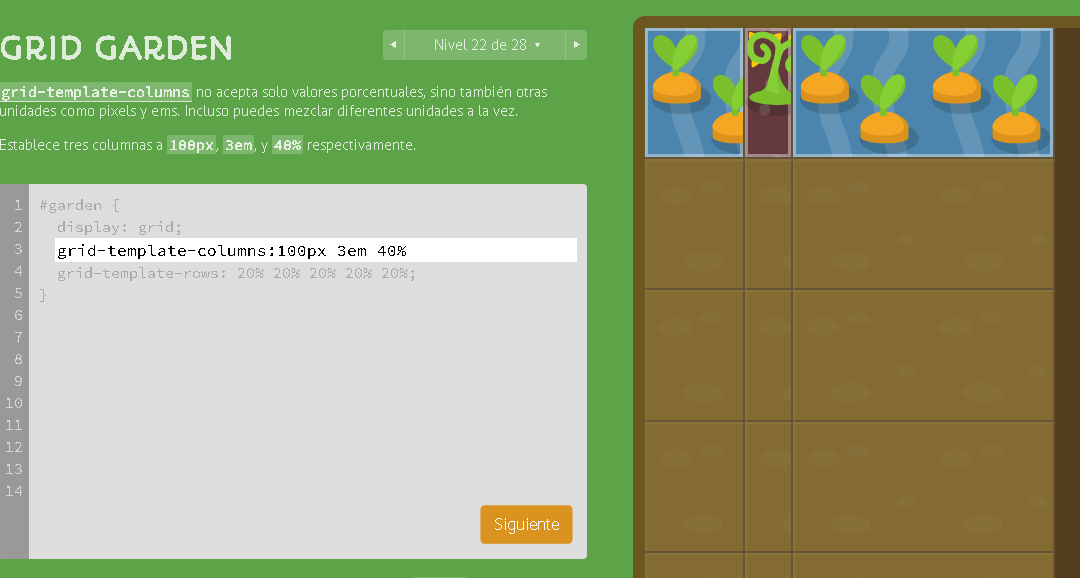 GRID GARDEN
◄ Nivel 22 de 28 ▾ ►
grid-template-columns no acepta solo valores porcentuales, sino también otras
unidades como pixels y ems. Incluso puedes mezclar diferentes unidades a la vez.
Establece tres columnas a 100px, 3em, y 40% respectivamente.
1 #garden {
2 display: grid;
3 grid-template-columns:100px 3em 40%
4 grid-template-rows: 20% 20% 20% 20% 20%;
5 }
6
7
8
9
10
11
12
13
14
Siguiente